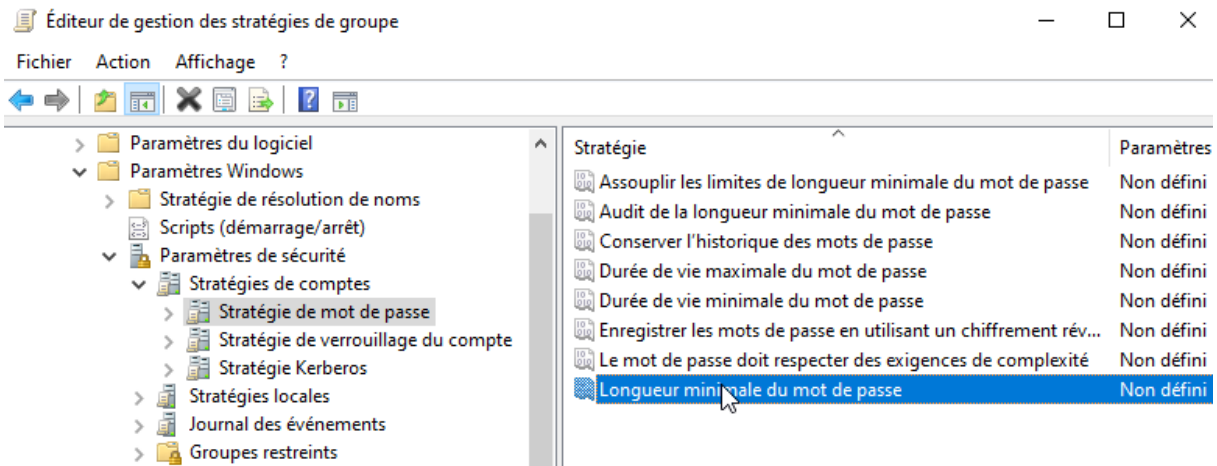 Éditeur de gestion des stratégies de groupe
Fichier Action Affichage ?
Paramètres du logiciel
Paramètres Windows
Stratégie de résolution de noms
Scripts (démarrage/arrêt)
Paramètres de sécurité
Stratégies de comptes
Stratégie de mot de passe
Stratégie de verrouillage du compte
Stratégie Kerberos
Stratégies locales
Journal des événements
Groupes restreints
Stratégie Paramètres
Assouplir les limites de longueur minimale du mot de passe Non défini
Audit de la longueur minimale du mot de passe Non défini
Conserver l'historique des mots de passe Non défini
Durée de vie maximale du mot de passe Non défini
Durée de vie minimale du mot de passe Non défini
Enregistrer les mots de passe en utilisant un chiffrement rév... Non défini
Le mot de passe doit respecter des exigences de complexité Non défini
Longueur minimale du mot de passe Non défini